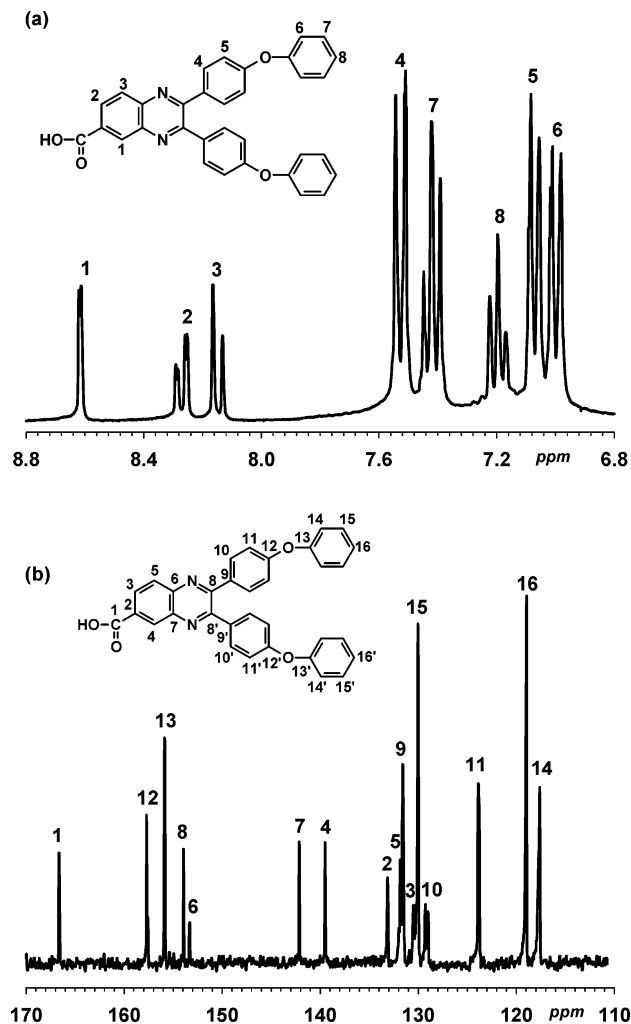 (a)
6 7
4 5 O 8
3 N
2
HO C N
O 1
O
4
7
5
6
8
1
2
3
8.8 8.4 8.0 7.6 7.2 ppm 6.8
(b)
14 15
10 11 12 O 13 16
5 6 N 8 9
3
HO C 1 2 7 N 8' 9'
O 4
10' 11' 12' O 13' 14' 15' 16'
16
15
13
9
12
11
14
1
8
7
4
5
2
6
3
10
170 160 150 140 130 120 ppm 110